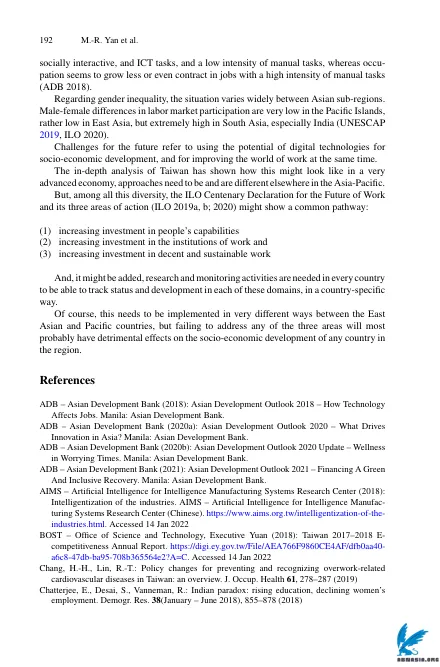 192 M.-R. Yan et al.
socially interactive, and ICT tasks, and a low intensity of manual tasks, whereas occu-
pation seems to grow less or even contract in jobs with a high intensity of manual tasks
(ADB 2018).
Regarding gender inequality, the situation varies widely between Asian sub-regions.
Male-female differences in labor market participation are very low in the Pacific Islands,
rather low in East Asia, but extremely high in South Asia, especially India (UNESCAP
2019, ILO 2020).
Challenges for the future refer to using the potential of digital technologies for
socio-economic development, and for improving the world of work at the same time.
The in-depth analysis of Taiwan has shown how this might look like in a very
advanced economy, approaches need to be and are different elsewhere in the Asia-Pacific.
But, among all this diversity, the ILO Centenary Declaration for the Future of Work
and its three areas of action (ILO 2019a, b; 2020) might show a common pathway:
(1) increasing investment in people's capabilities
(2) increasing investment in the institutions of work and
(3) increasing investment in decent and sustainable work
And, it might be added, research and monitoring activities are needed in every country
to be able to track status and development in each of these domains, in a country-specific
way.
Of course, this needs to be implemented in very different ways between the East
Asian and Pacific countries, but failing to address any of the three areas will most
probably have detrimental effects on the socio-economic development of any country in
the region.
References
ADB – Asian Development Bank (2018): Asian Development Outlook 2018 – How Technology
Affects Jobs. Manila: Asian Development Bank.
ADB – Asian Development Bank (2020a): Asian Development Outlook 2020 – What Drives
Innovation in Asia? Manila: Asian Development Bank.
ADB – Asian Development Bank (2020b): Asian Development Outlook 2020 Update – Wellness
in Worrying Times. Manila: Asian Development Bank.
ADB – Asian Development Bank (2021): Asian Development Outlook 2021 – Financing A Green
And Inclusive Recovery. Manila: Asian Development Bank.
AIMS – Artificial Intelligence for Intelligence Manufacturing Systems Research Center (2018):
Intelligentization of the industries. AIMS – Artificial Intelligence for Intelligence Manufac-
turing Systems Research Center (Chinese). https://www.aims.org.tw/intelligentization-of-the-
industries.html. Accessed 14 Jan 2022
BOST – Office of Science and Technology, Executive Yuan (2018): Taiwan 2017–2018 E-
competitiveness Annual Report. https://digi.ey.gov.tw/File/AEA766F9860CE4AF/dfb0aa40-
a6c8-47db-ba95-708b365564e2?A=C. Accessed 14 Jan 2022
Chang, H.-H., Lin, R.-T.: Policy changes for preventing and recognizing overwork-related
cardiovascular diseases in Taiwan: an overview. J. Occup. Health 61, 278–287 (2019)
Chatterjee, E., Desai, S., Vanneman, R.: Indian paradox: rising education, declining women's
employment. Demogr. Res. 38(January – June 2018), 855–878 (2018)